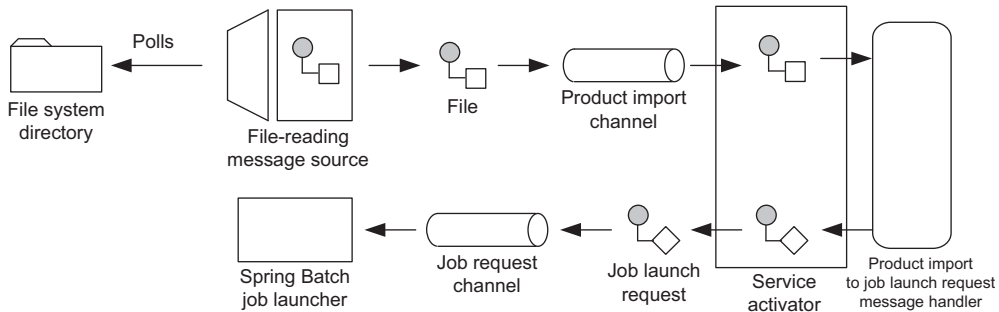 Polls
File system
directory
File-reading
message source
File
Product import
channel
Spring Batch
job launcher
Job request
channel
Job launch
request
Service
activator
Product import
to job launch request
message handler